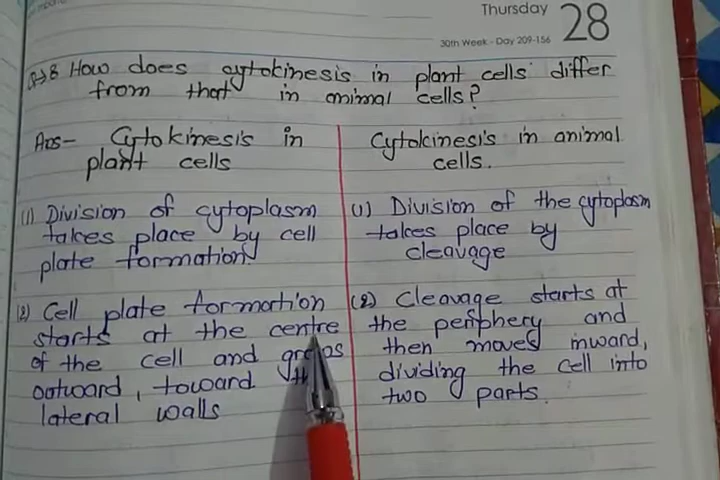 Thursday 28
30th Week - Day 209-156
Q→8 How does cytokinesis in plant cells differ
from that in animal cells?
Ans- Cytokinesis in
plant cells
(1) Division of cytoplasm
takes place by cell
plate formation.
(2) Cell plate formation
starts at the centre
of the cell and
outward, toward
lateral walls
Cytokinesis in animal
cells.
(1) Division of the cytoplasm
takes place by
cleavage
(2) Cleavage starts at
the periphery and
then moves inward,
dividing the cell into
two parts.